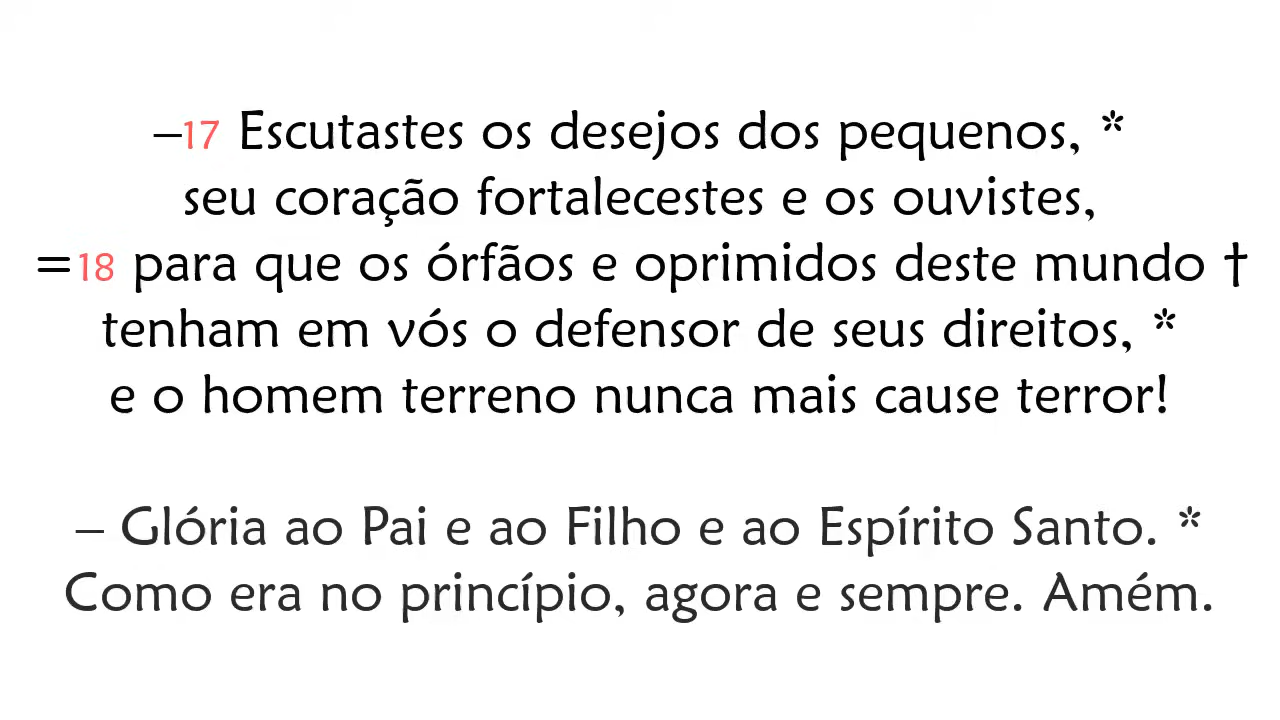 –17 Escutastes os desejos dos pequenos, *
seu coração fortalecestes e os ouvistes,
=18 para que os órfãos e oprimidos deste mundo †
tenham em vós o defensor de seus direitos, *
e o homem terreno nunca mais cause terror!
– Glória ao Pai e ao Filho e ao Espírito Santo. *
Como era no princípio, agora e sempre. Amém.